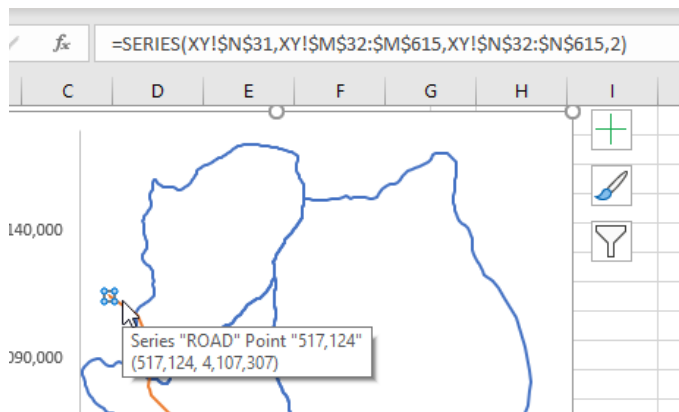 fx =SERIES(XY!$N$31,XY!$M$32:$M$615,XY!$N$32:$N$615,2)
C D E F G H I
140,000
Series "ROAD" Point "517,124"
(517,124, 4,107,307)
090,000